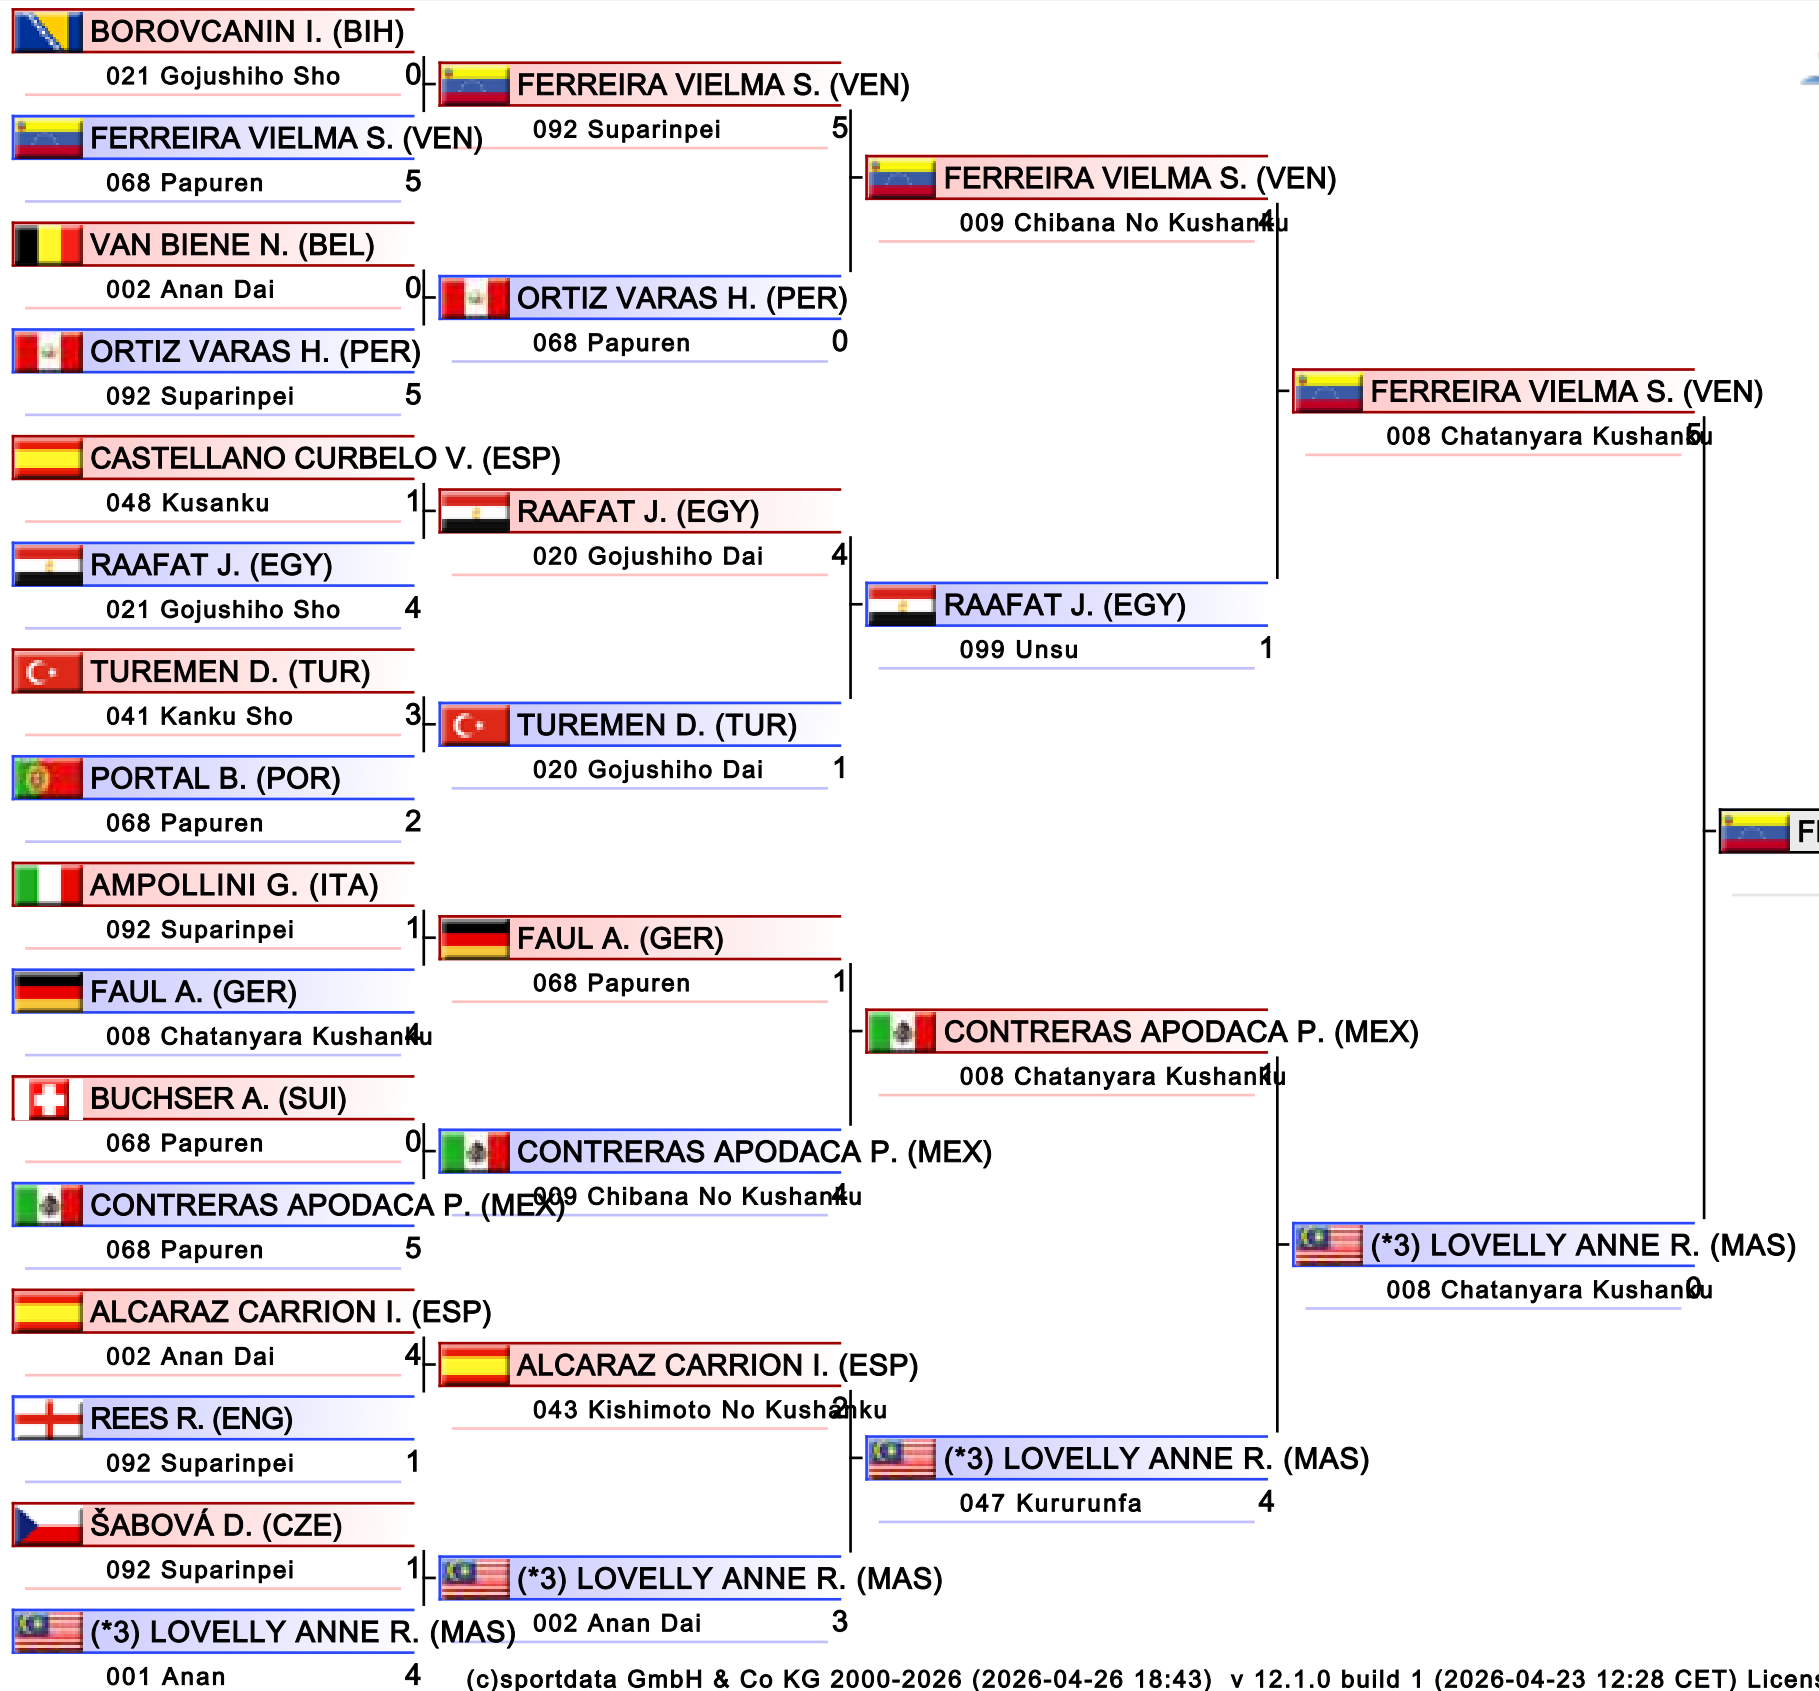 BOROVCANIN I. (BIH)
021 Gojushiho Sho 0
FERREIRA VIELMA S. (VEN)
068 Papuren 5
VAN BIENE N. (BEL)
002 Anan Dai 0
ORTIZ VARAS H. (PER)
092 Suparinpei 5
CASTELLANO CURBELO V. (ESP)
048 Kusanku 1
RAAFAT J. (EGY)
021 Gojushiho Sho 4
TUREMEN D. (TUR)
041 Kanku Sho 3
PORTAL B. (POR)
068 Papuren 2
AMPOLLINI G. (ITA)
092 Suparinpei 1
FAUL A. (GER)
008 Chatanyara Kushanku 4
BUCHSER A. (SUI)
068 Papuren 0
CONTRERAS APODACA P. (MEX)
068 Papuren 5
ALCARAZ CARRION I. (ESP)
002 Anan Dai 4
REES R. (ENG)
092 Suparinpei 1
ŠABOVÁ D. (CZE)
092 Suparinpei 1
(*3) LOVELLY ANNE R. (MAS)
001 Anan 4
FERREIRA VIELMA S. (VEN)
092 Suparinpei 5
ORTIZ VARAS H. (PER)
068 Papuren 0
RAAFAT J. (EGY)
020 Gojushiho Dai 4
TUREMEN D. (TUR)
020 Gojushiho Dai 1
FAUL A. (GER)
068 Papuren 1
CONTRERAS APODACA P. (MEX)
009 Chibana No Kushanku 4
ALCARAZ CARRION I. (ESP)
043 Kishimoto No Kushanku 2
(*3) LOVELLY ANNE R. (MAS)
002 Anan Dai 3
FERREIRA VIELMA S. (VEN)
009 Chibana No Kushanku 4
RAAFAT J. (EGY)
099 Unsu 1
CONTRERAS APODACA P. (MEX)
008 Chatanyara Kushanku 1
(*3) LOVELLY ANNE R. (MAS)
047 Kururunfa 4
FERREIRA VIELMA S. (VEN)
008 Chatanyara Kushanku 5
(*3) LOVELLY ANNE R. (MAS)
008 Chatanyara Kushanku 0
(c)sportdata GmbH & Co KG 2000-2026 (2026-04-26 18:43) v 12.1.0 build 1 (2026-04-23 12:28 CET) Licens